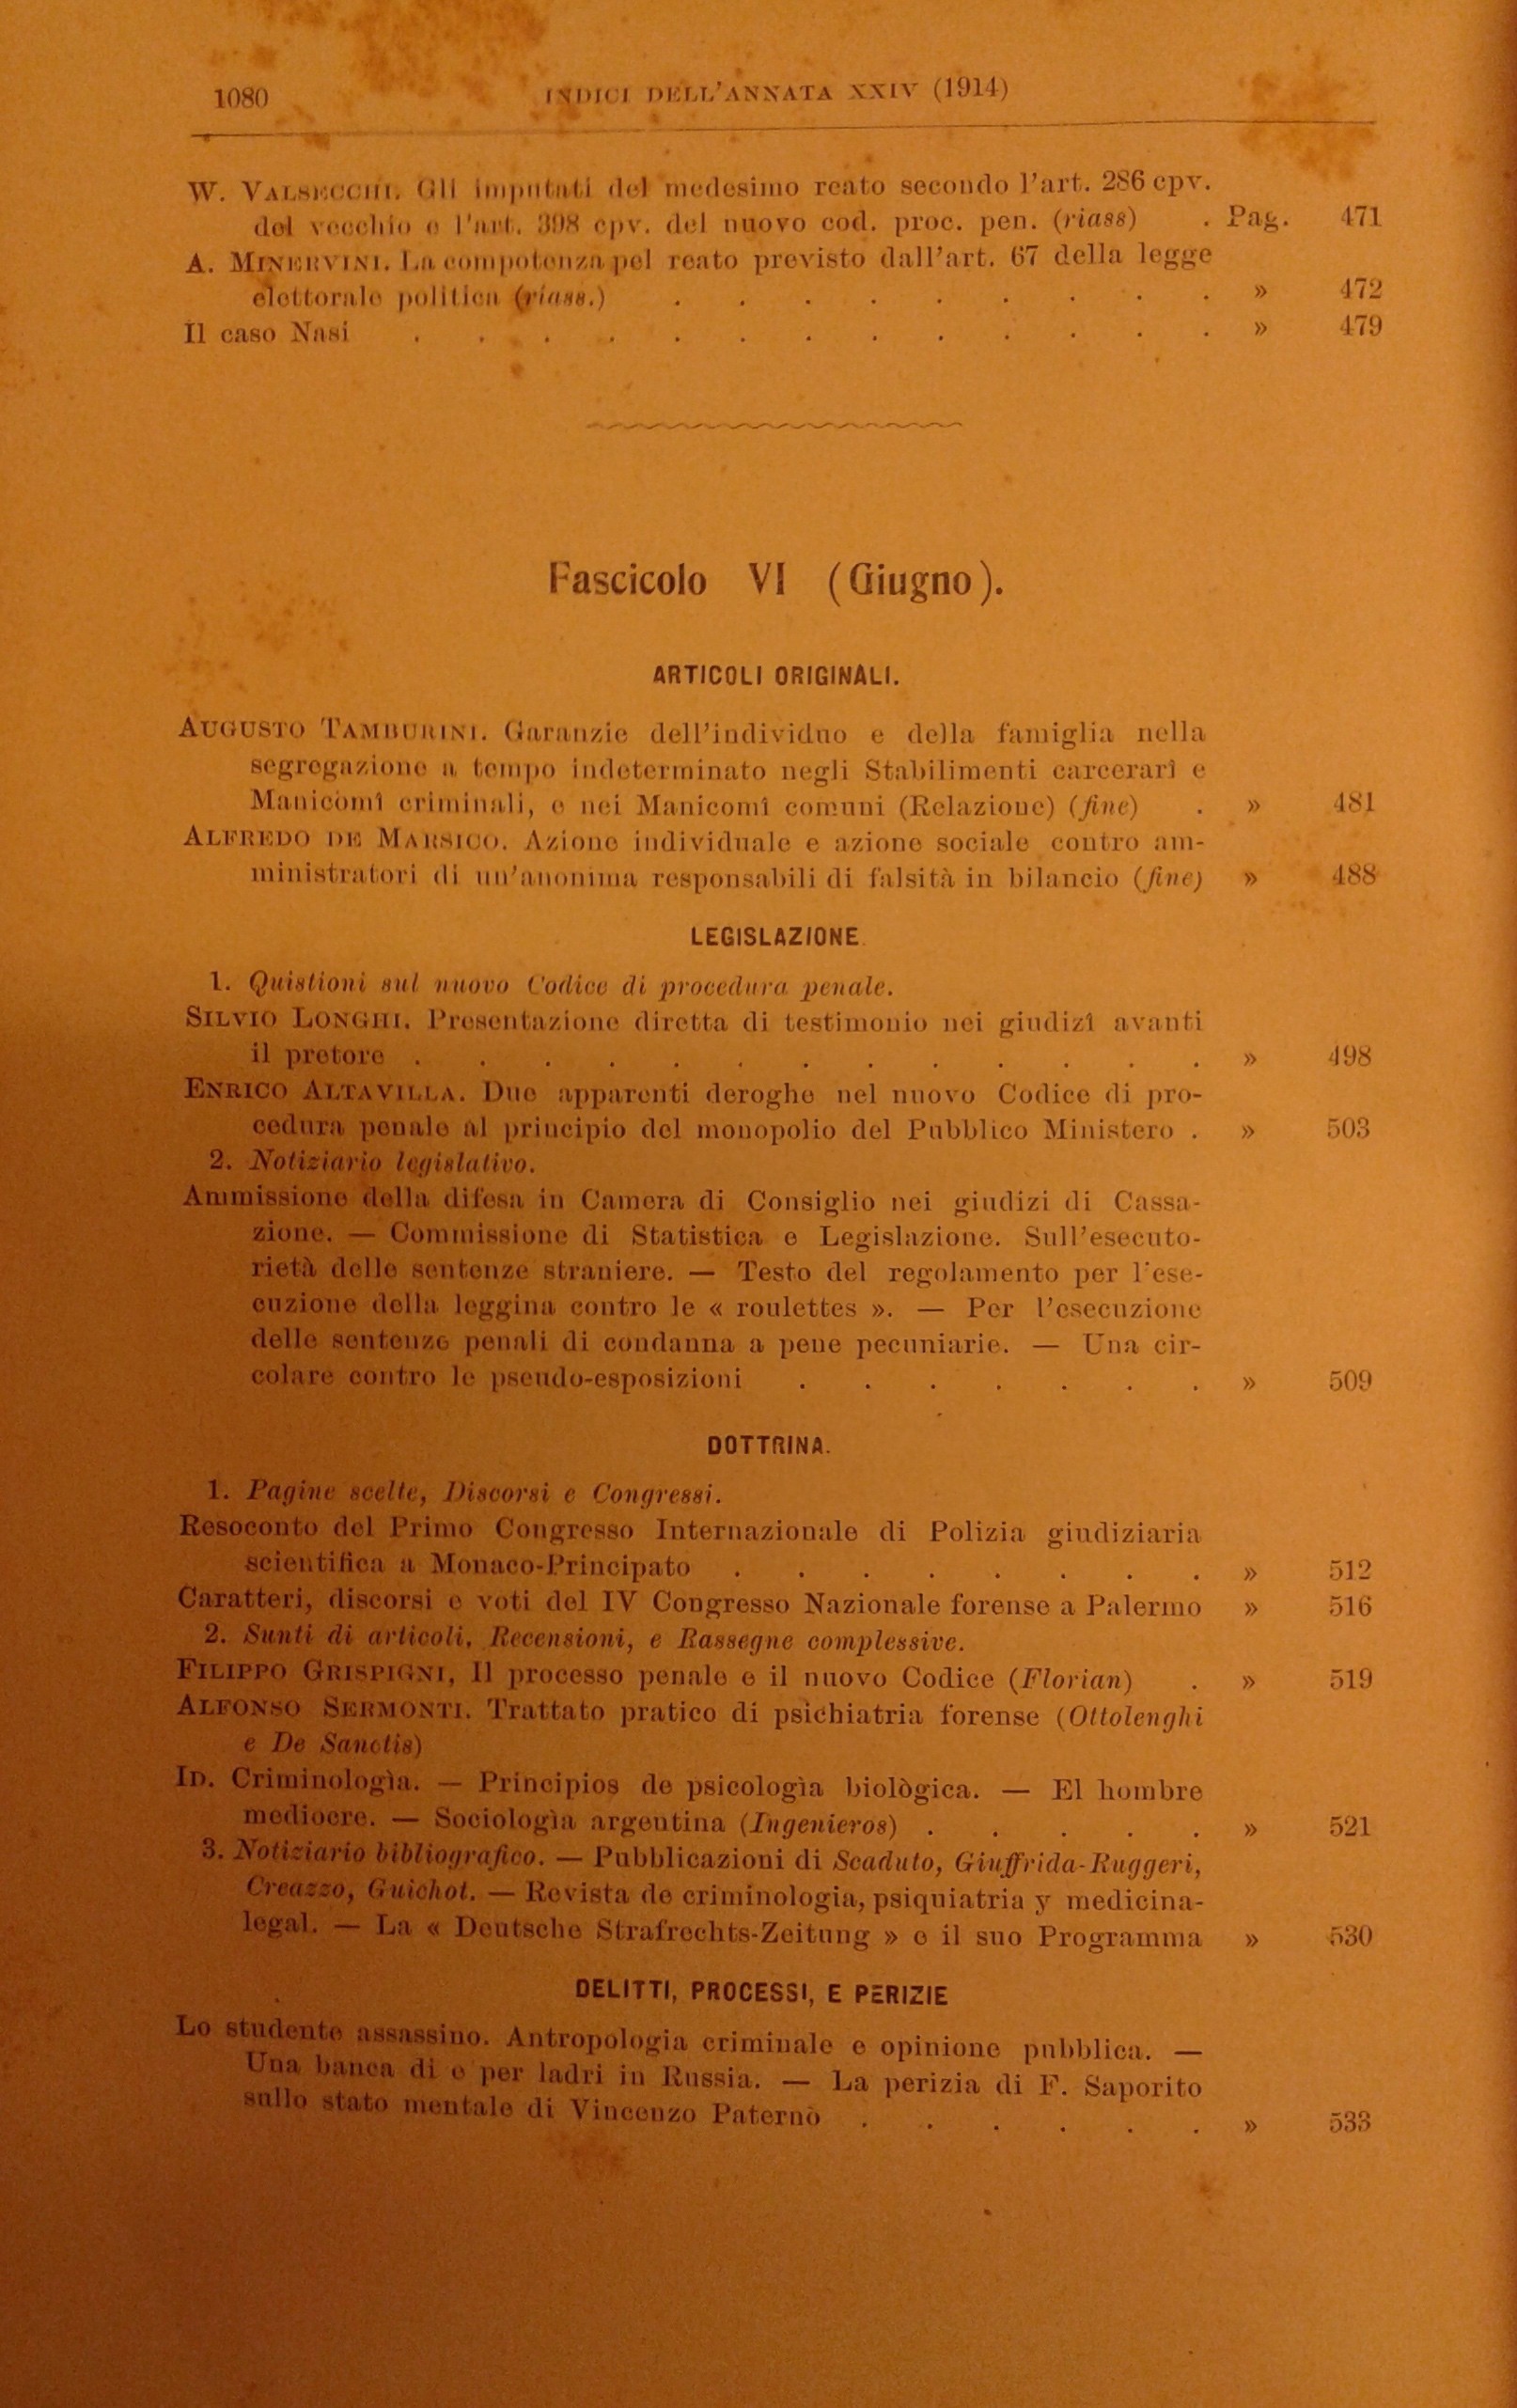 1080 INDICI DELL'ANNATA XXIV (1914)
W. VALSECCHI. Gli imputati del medesimo reato secondo l'art. 286 cpv.
del vecchio e l'art. 398 cpv. del nuovo cod. proc. pen. (riass) . Pag. 471
A. MINERVINI. La competenza pel reato previsto dall'art. 67 della legge
elettorale politica (riass.) . . . . . . . . . » 472
Il caso Nasi . . . . . . . . . . . . . » 479
Fascicolo VI (Giugno).
ARTICOLI ORIGINALI.
AUGUSTO TAMBURINI. Garanzie dell'individuo e della famiglia nella
segregazione a tempo indeterminato negli Stabilimenti carcerarî e
Manicomî criminali, e nei Manicomî comuni (Relazione) (fine) . » 481
ALFREDO DE MARSICO. Azione individuale e azione sociale contro am-
ministratori di un'anonima responsabili di falsità in bilancio (fine) » 488
LEGISLAZIONE.
1. Quistioni sul nuovo Codice di procedura penale.
SILVIO LONGHI. Presentazione diretta di testimonio nei giudizî avanti
il pretore . . . . . . . . . . . . . » 498
ENRICO ALTAVILLA. Due apparenti deroghe nel nuovo Codice di pro-
cedura penale al principio del monopolio del Pubblico Ministero . » 503
2. Notiziario legislativo.
Ammissione della difesa in Camera di Consiglio nei giudizi di Cassa-
zione. — Commissione di Statistica e Legislazione. Sull'esecuto-
rietà delle sentenze straniere. — Testo del regolamento per l'ese-
cuzione della leggina contro le « roulettes ». — Per l'esecuzione
delle sentenze penali di condanna a pene pecuniarie. — Una cir-
colare contro le pseudo-esposizioni . . . . . . . » 509
DOTTRINA.
1. Pagine scelte, Discorsi e Congressi.
Resoconto del Primo Congresso Internazionale di Polizia giudiziaria
scientifica a Monaco-Principato . . . . . . . . » 512
Caratteri, discorsi e voti del IV Congresso Nazionale forense a Palermo » 516
2. Sunti di articoli, Recensioni, e Rassegne complessive.
FILIPPO GRISPIGNI, Il processo penale e il nuovo Codice (Florian) . » 519
ALFONSO SERMONTI. Trattato pratico di psichiatria forense (Ottolenghi
e De Sanctis)
ID. Criminologìa. — Principios de psicologìa biològica. — El hombre
mediocre. — Sociologìa argentina (Ingenieros) . . . . . » 521
3. Notiziario bibliografico. — Pubblicazioni di Scaduto, Giuffrida-Ruggeri,
Creazzo, Guichot. — Revista de criminologia, psiquiatria y medicina-
legal. — La « Deutsche Strafrechts-Zeitung » e il suo Programma » 530
DELITTI, PROCESSI, E PERIZIE
Lo studente assassino. Antropologia criminale e opinione pubblica. —
Una banca di e per ladri in Russia. — La perizia di F. Saporito
sullo stato mentale di Vincenzo Paternò . . . . . . » 533